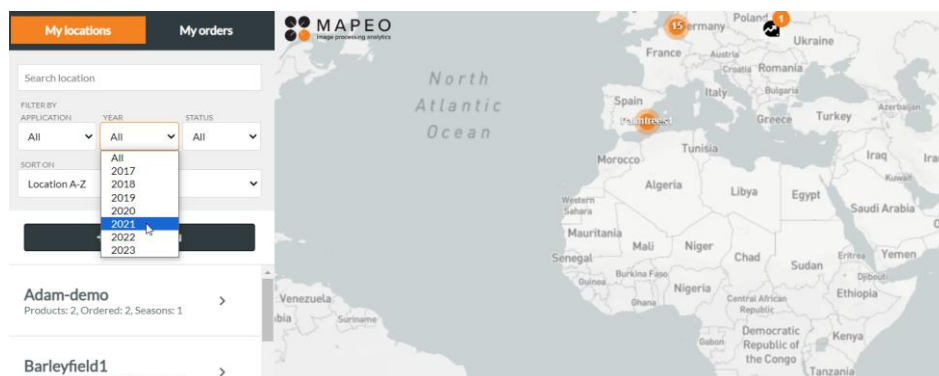 My locations
My orders
Search location
FILTER BY
APPLICATION
YEAR
STATUS
All
All
All
All
2017
2018
2019
2020
2021
2022
2023
SORT ON
Location A-Z
Adam-demo
Products: 2, Ordered: 2, Seasons: 1
Barleyfield1
MAPEO
image processing analytics
North
Atlantic
Ocean
15
ermany
Poland
1
Ukraine
France
Austria
Croatia
Romania
Italy
Bulgaria
Spain
Greece
Turkey
Azerbaijan
Tunisia
Morocco
Iraq
Iran
Kuwait
Algeria
Libya
Egypt
Western
Sahara
Saudi Arabia
Mauritania
Mali
Niger
Chad
Sudan
Eritrea
Yemen
Senegal
Burkina Faso
Djibouti
Guinea
Nigeria
Ethiopia
Ghana
Central African
Republic
Venezuela
bia
Suriname
Democratic
Republic of
the Congo
Gabon
Kenya
Tanzania